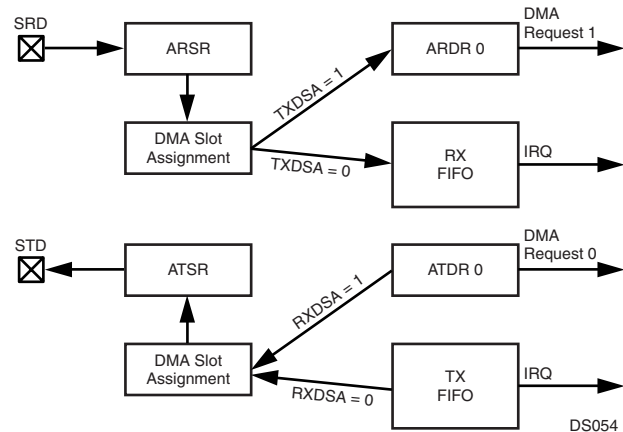 SRD
ARSR
TXDSA = 1
ARDR 0
DMA
Request 1
DMA Slot
Assignment
TXDSA = 0
RX
FIFO
IRQ
STD
ATSR
RXDSA = 1
ATDR 0
DMA
Request 0
DMA Slot
Assignment
RXDSA = 0
TX
FIFO
IRQ
DS054